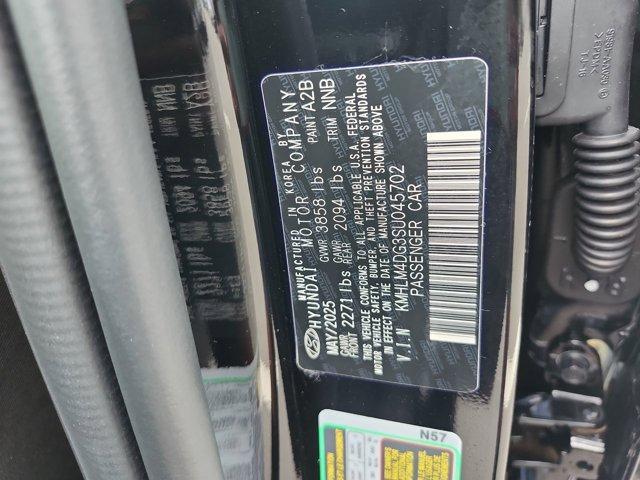 MANUFACTURED IN KOREA BY
HYUNDAI MOTOR COMPANY
MAY/2025 GVWR 3858 lbs PAINT A2B
GAWR FRONT 2271 lbs GAWR REAR 2094 lbs TRIM NNB
THIS VEHICLE CONFORMS TO ALL APPLICABLE U.S.A. FEDERAL
MOTOR VEHICLE SAFETY, BUMPER, AND THEFT PREVENTION STANDARDS
IN EFFECT ON THE DATE OF MANUFACTURE SHOWN ABOVE
V.I.N KMHLM4DG3SU045702
PASSENGER CAR
N57